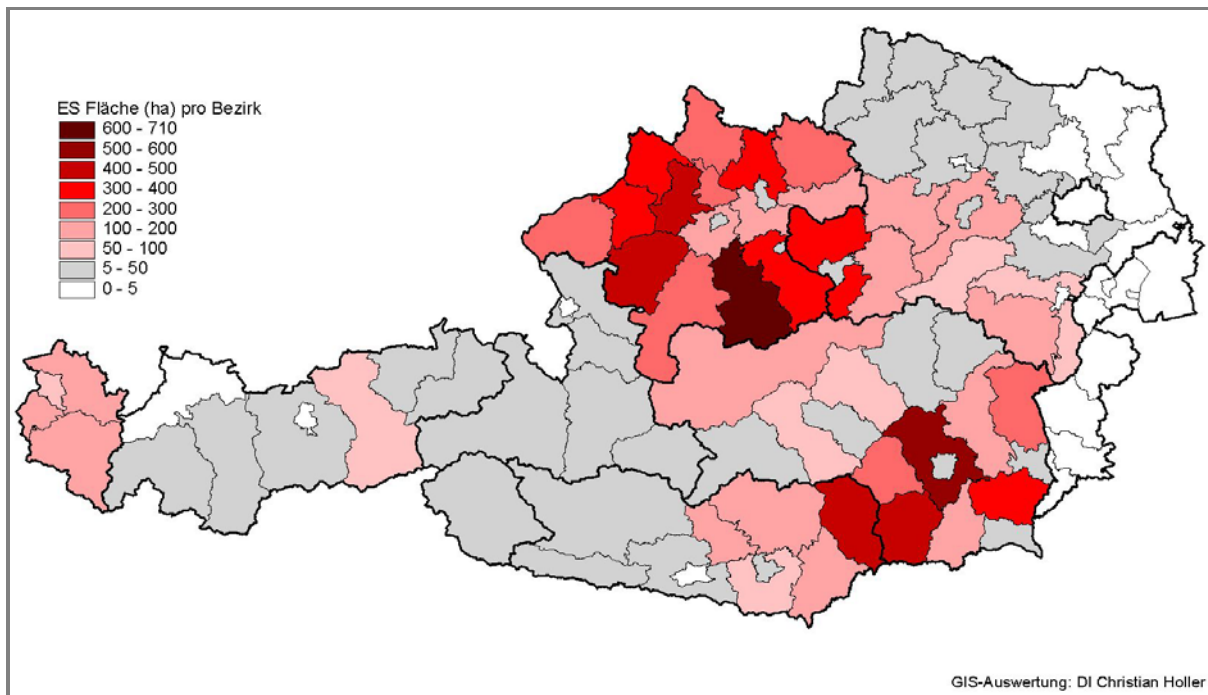 ES Fläche (ha) pro Bezirk
600 - 710
500 - 600
400 - 500
300 - 400
200 - 300
100 - 200
50 - 100
5 - 50
0 - 5
GIS-Auswertung: DI Christian Holler